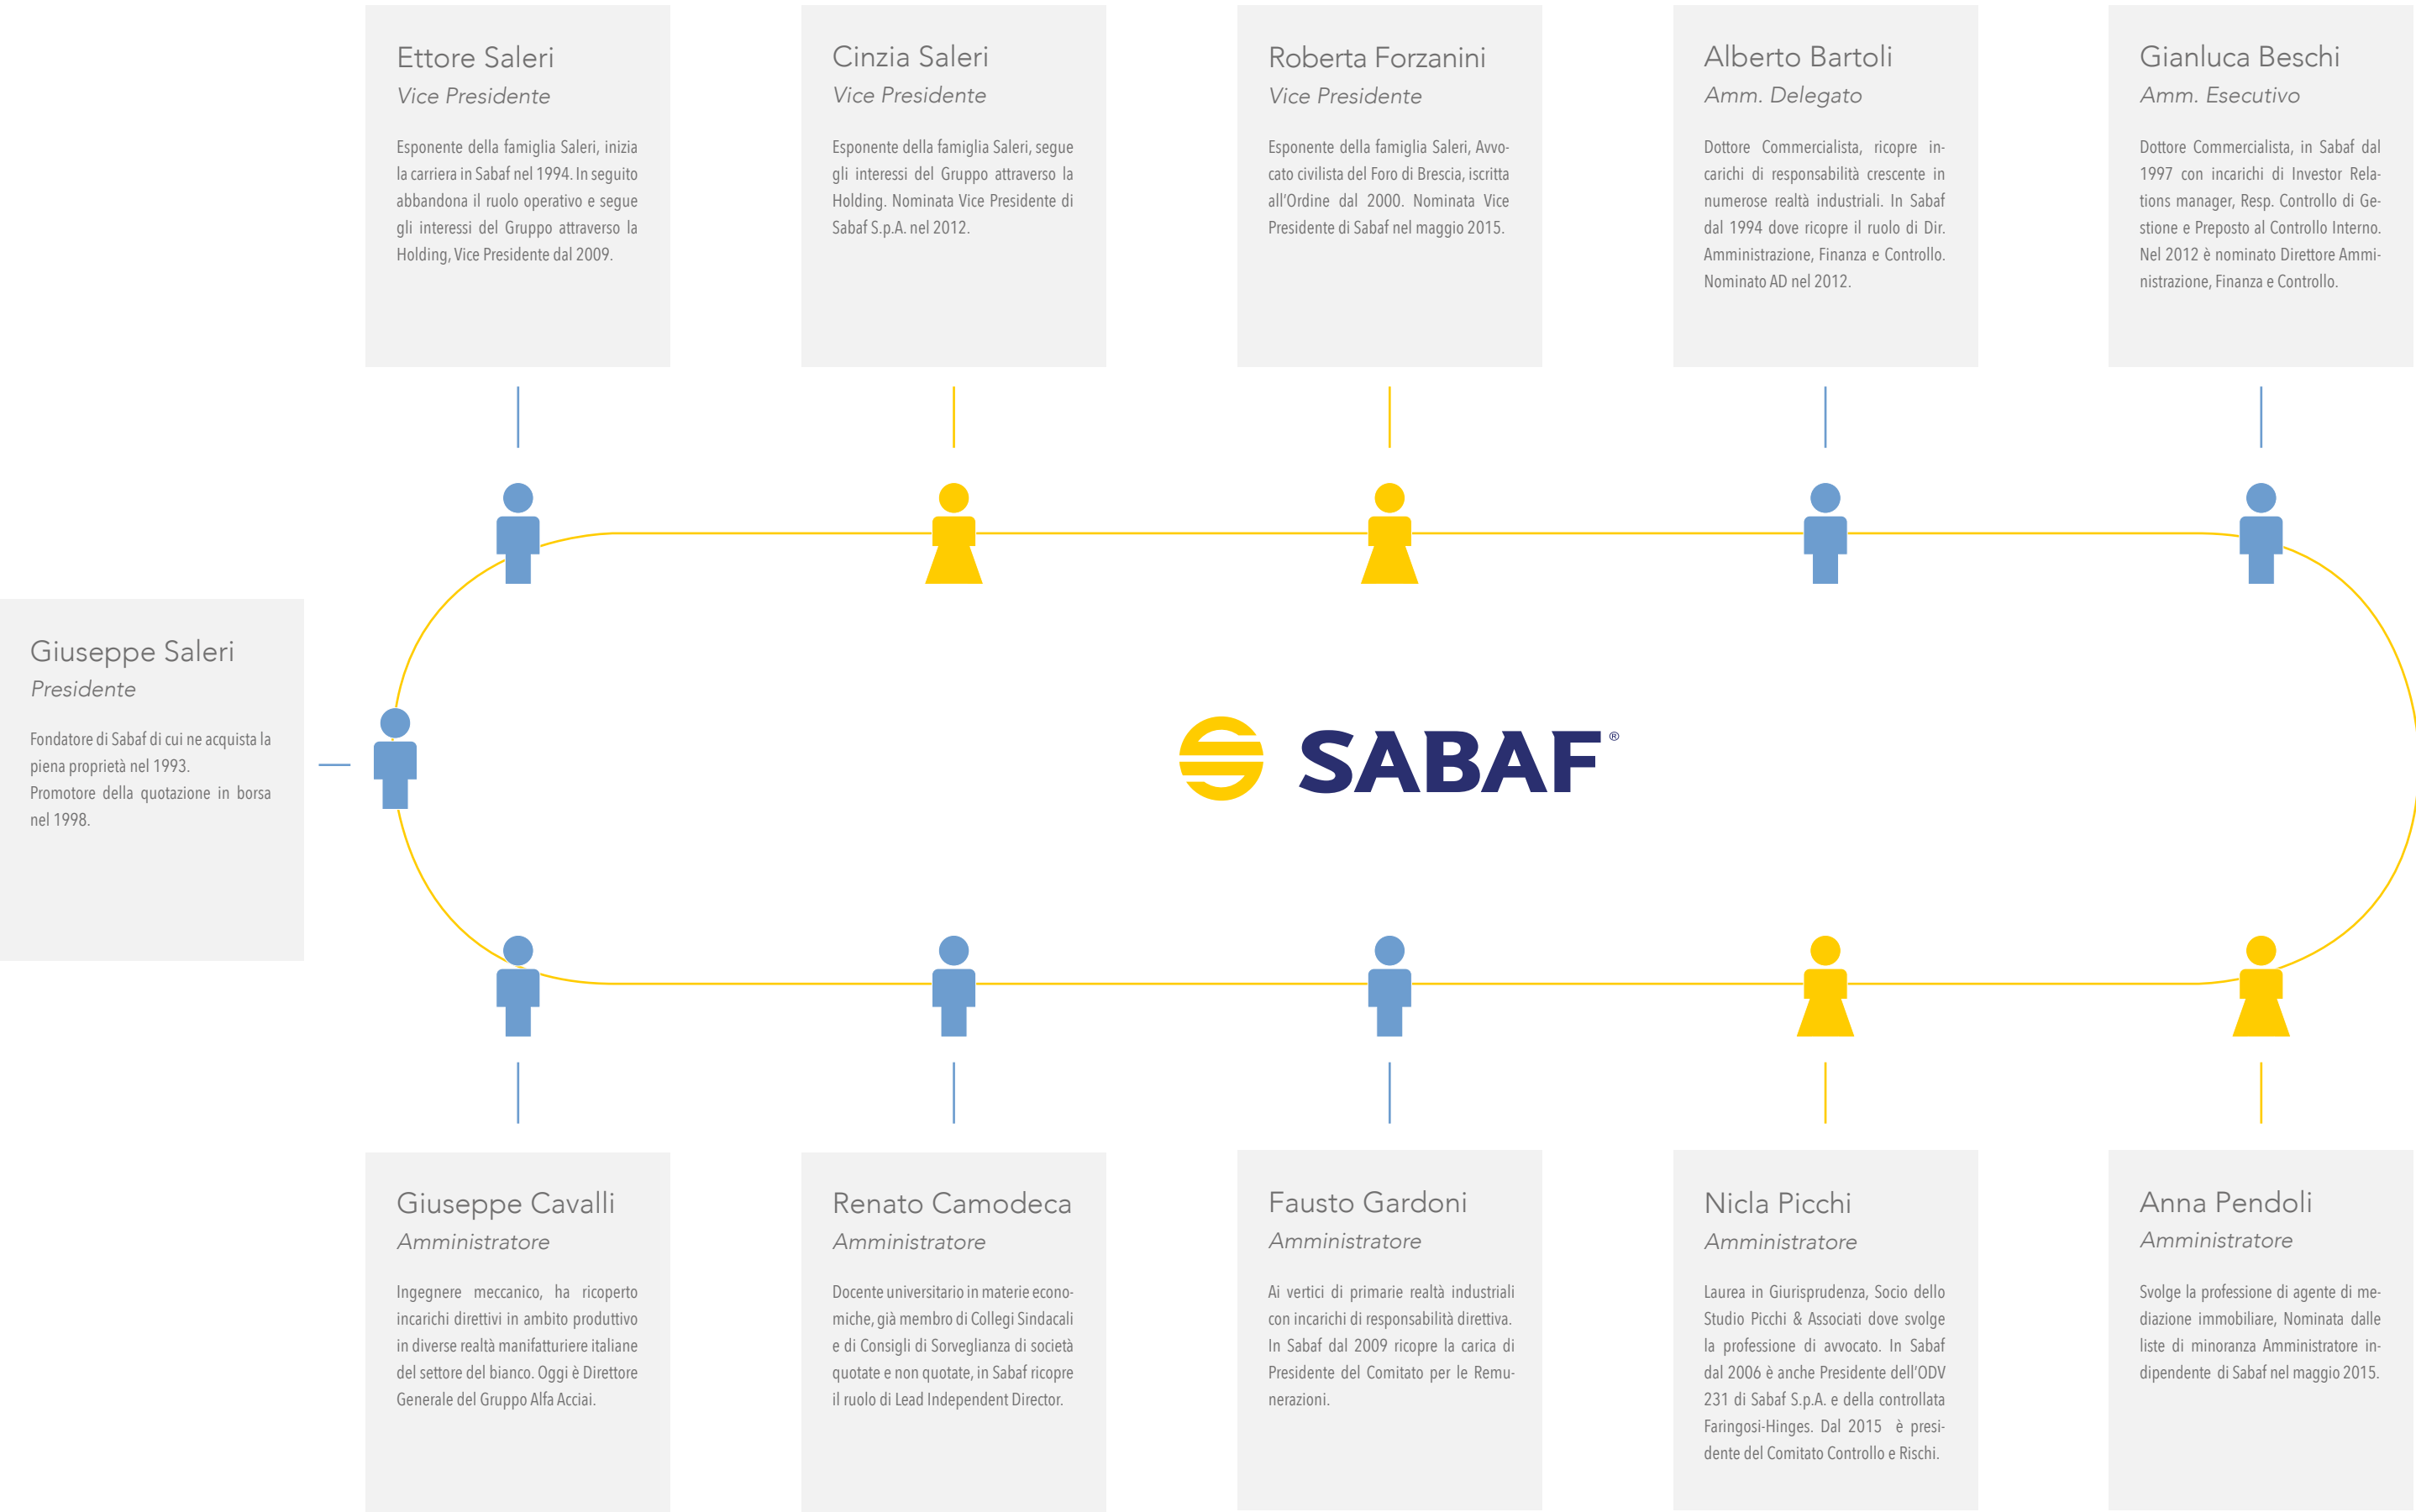 Ettore Saleri
Vice Presidente
Esponente della famiglia Saleri, inizia
la carriera in Sabaf nel 1994. In seguito
abbandona il ruolo operativo e segue
gli interessi del Gruppo attraverso la
Holding, Vice Presidente dal 2009.
Cinzia Saleri
Vice Presidente
Esponente della famiglia Saleri, segue
gli interessi del Gruppo attraverso la
Holding. Nominata Vice Presidente di
Sabaf S.p.A. nel 2012.
Roberta Forzanini
Vice Presidente
Esponente della famiglia Saleri, Avvo-
cato civilista del Foro di Brescia, iscritta
all'Ordine dal 2000. Nominata Vice
Presidente di Sabaf nel maggio 2015.
Alberto Bartoli
Amm. Delegato
Dottore Commercialista, ricopre in-
carichi di responsabilità crescente in
numerose realtà industriali. In Sabaf
dal 1994 dove ricopre il ruolo di Dir.
Amministrazione, Finanza e Controllo.
Nominato AD nel 2012.
Gianluca Beschi
Amm. Esecutivo
Dottore Commercialista, in Sabaf dal
1997 con incarichi di Investor Rela-
tions manager, Resp. Controllo di Ge-
stione e Preposto al Controllo Interno.
Nel 2012 è nominato Direttore Ammi-
nistrazione, Finanza e Controllo.
Giuseppe Saleri
Presidente
Fondatore di Sabaf di cui ne acquista la
piena proprietà nel 1993.
Promotore della quotazione in borsa
nel 1998.
SABAF®
Giuseppe Cavalli
Amministratore
Ingegnere meccanico, ha ricoperto
incarichi direttivi in ambito produttivo
in diverse realtà manifatturiere italiane
del settore del bianco. Oggi è Direttore
Generale del Gruppo Alfa Acciai.
Renato Camodeca
Amministratore
Docente universitario in materie econo-
miche, già membro di Collegi Sindacali
e di Consigli di Sorveglianza di società
quotate e non quotate, in Sabaf ricopre
il ruolo di Lead Independent Director.
Fausto Gardoni
Amministratore
Ai vertici di primarie realtà industriali
con incarichi di responsabilità direttiva.
In Sabaf dal 2009 ricopre la carica di
Presidente del Comitato per le Remu-
nerazioni.
Nicla Picchi
Amministratore
Laurea in Giurisprudenza, Socio dello
Studio Picchi & Associati dove svolge
la professione di avvocato. In Sabaf
dal 2006 è anche Presidente dell'ODV
231 di Sabaf S.p.A. e della controllata
Faringosi-Hinges. Dal 2015 è presi-
dente del Comitato Controllo e Rischi.
Anna Pendoli
Amministratore
Svolge la professione di agente di me-
diazione immobiliare, Nominata dalle
liste di minoranza Amministratore in-
dipendente di Sabaf nel maggio 2015.